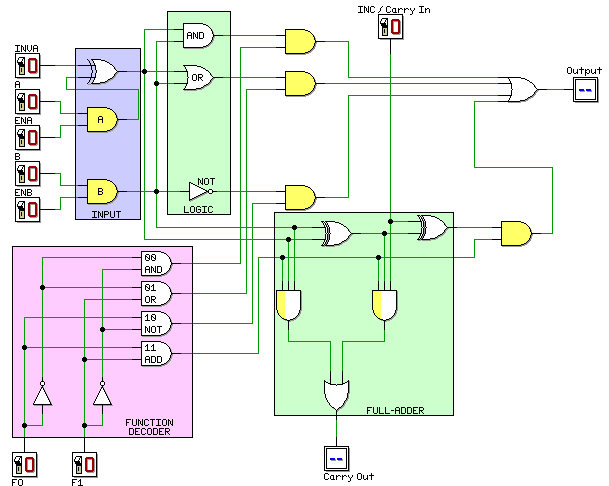 INC / Carry In
0
INVA
0
AND
OR
Output
--
A
0
A
ENA
0
B
0
B
NOT
ENB
0
INPUT
LOGIC
00
AND
01
OR
10
NOT
11
ADD
FUNCTION
DECODER
FULL-ADDER
0
0
--
F0
F1
Carry Out